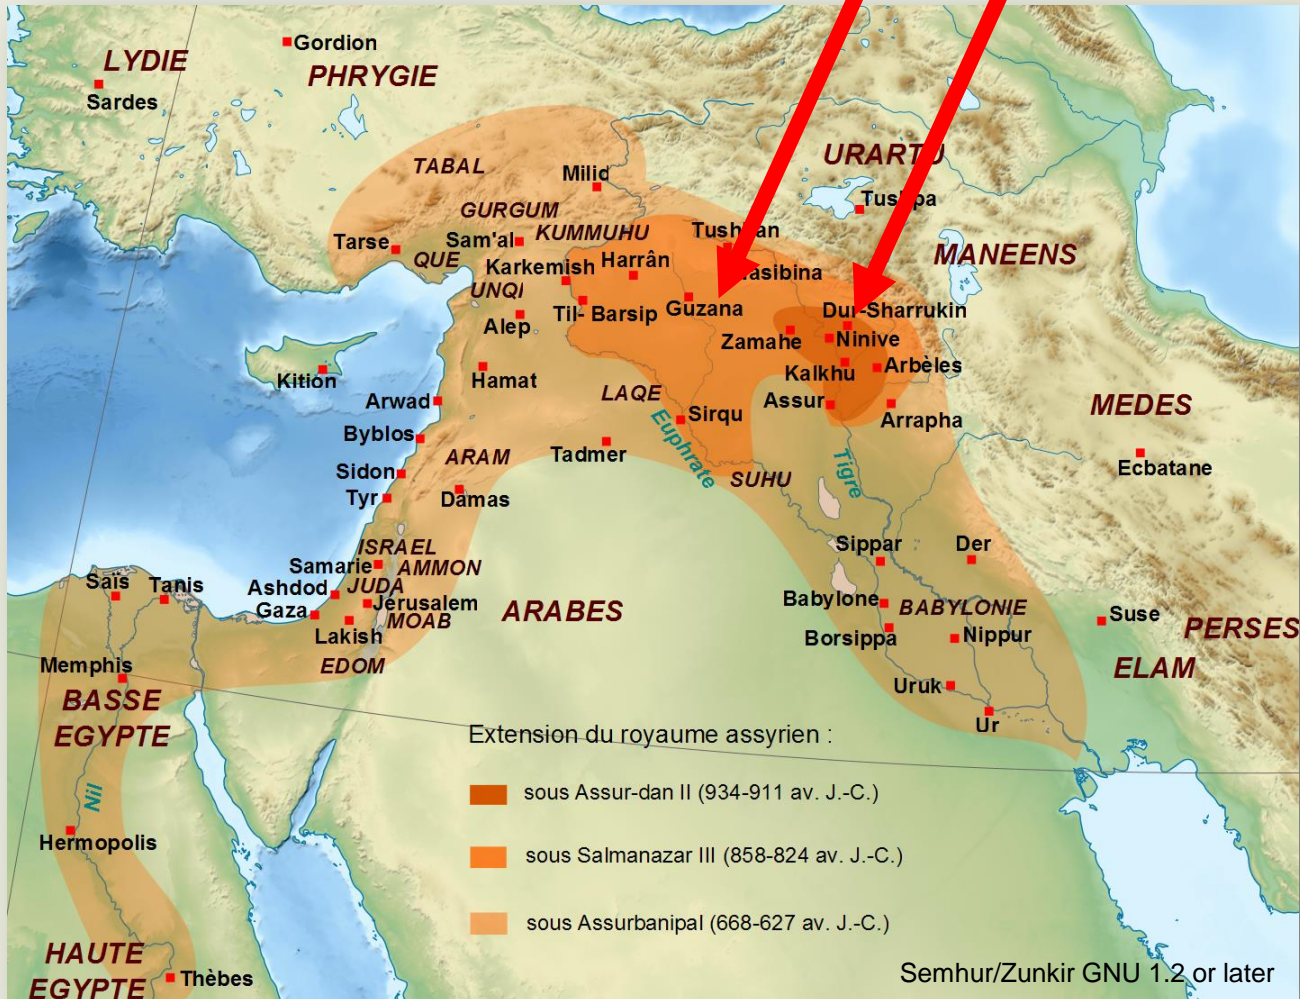 Gordion
LYDIE
PHRYGIE
Sardes
URARTU
TABAL
Milid
GURGUM
Tarse
Sam'al
KUMMUHU
QUE
MANEENS
Karkemish
Harrân
UNQI
Til- Barsip
Guzana
Dur-Sharrukin
Alep
Zamahe
Ninive
Kition
Hamat
Kalkhu
Arbèles
LAQE
Arwad
Assur
MEDES
Sirqu
Arrapha
Byblos
Euphrate
ARAM
Tadmer
Ecbatane
Sidon
Tigre
SUHU
Tyr
Damas
ISRAEL
Sippar
Der
Samarie
AMMON
Saïs
Tanis
Ashdod
JUDA
Babylone
BABYLONIE
Gaza
Jerusalem
ARABES
Suse
Lakish
MOAB
Borsippa
Nippur
PERSES
Memphis
EDOM
ELAM
BASSE
EGYPTE
Uruk
Ur
Extension du royaume assyrien :
Nil
sous Assur-dan II (934-911 av. J.-C.)
Hermopolis
sous Salmanazar III (858-824 av. J.-C.)
sous Assurbanipal (668-627 av. J.-C.)
HAUTE
EGYPTE
Thèbes
Semhur/Zunkir GNU 1.2 or later